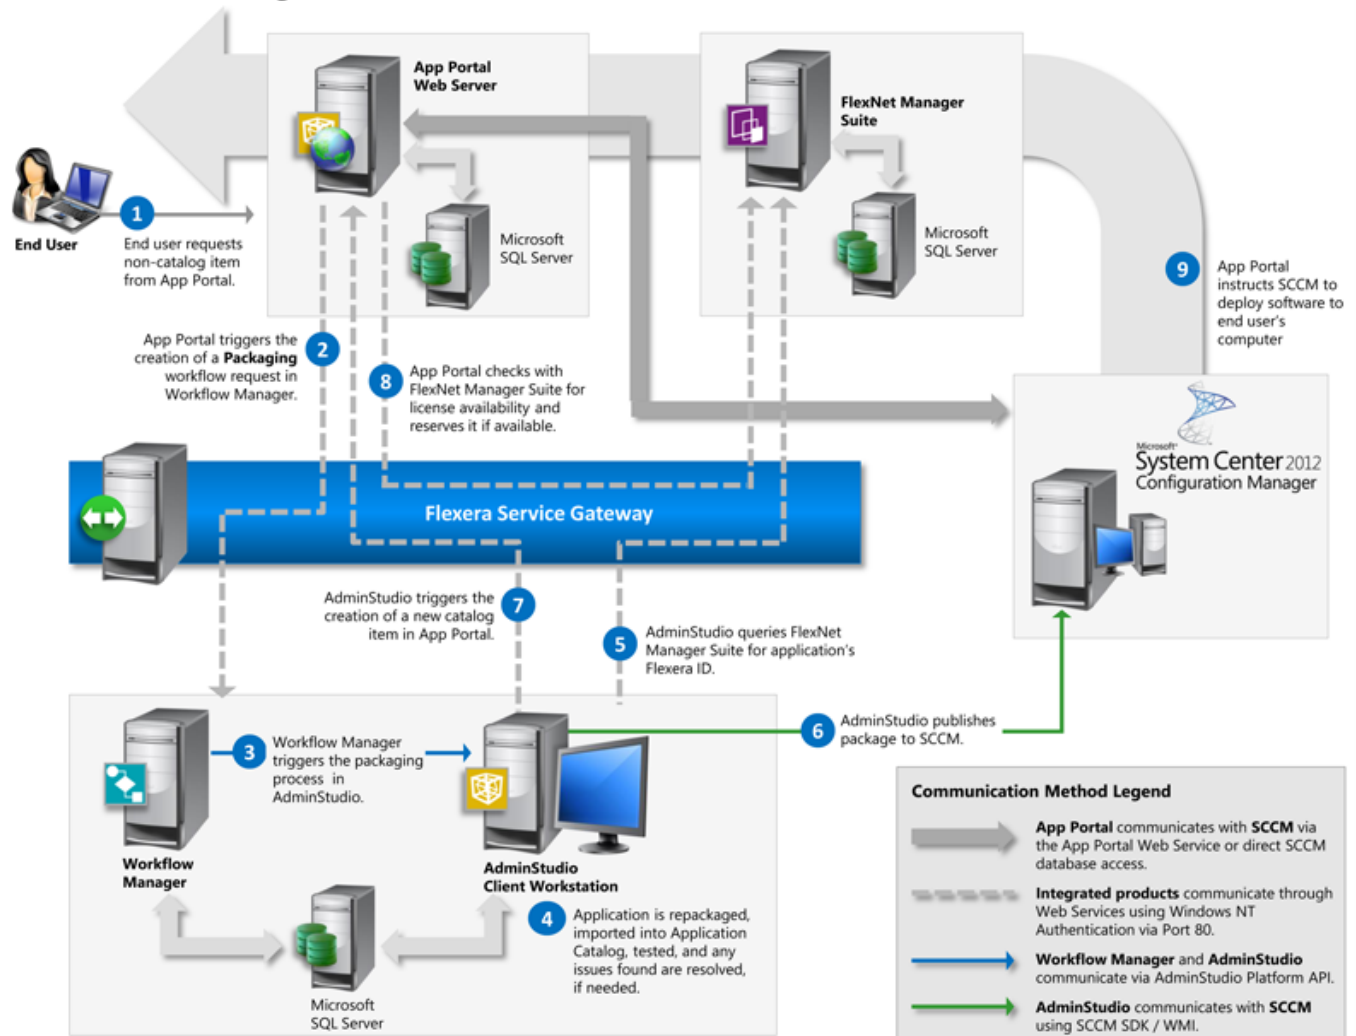 App Portal
Web Server
FlexNet Manager
Suite
Microsoft
SQL Server
Microsoft
SQL Server
End User
1
End user requests
non-catalog item
from App Portal.
2
App Portal triggers the
creation of a Packaging
workflow request in
Workflow Manager.
8
App Portal checks with
FlexNet Manager Suite for
license availability and
reserves it if available.
9
App Portal
instructs SCCM to
deploy software to
end user's
computer
Microsoft®
System Center 2012
Configuration Manager
Flexera Service Gateway
7
AdminStudio triggers the
creation of a new catalog
item in App Portal.
5
AdminStudio queries FlexNet
Manager Suite for application's
Flexera ID.
3
Workflow Manager
triggers the packaging
process in
AdminStudio.
6
AdminStudio publishes
package to SCCM.
Workflow
Manager
AdminStudio
Client Workstation
4
Application is repackaged,
imported into Application
Catalog, tested, and any
issues found are resolved,
if needed.
Microsoft
SQL Server
Communication Method Legend
App Portal communicates with SCCM via
the App Portal Web Service or direct SCCM
database access.
Integrated products communicate through
Web Services using Windows NT
Authentication via Port 80.
Workflow Manager and AdminStudio
communicate via AdminStudio Platform API.
AdminStudio communicates with SCCM
using SCCM SDK / WMI.